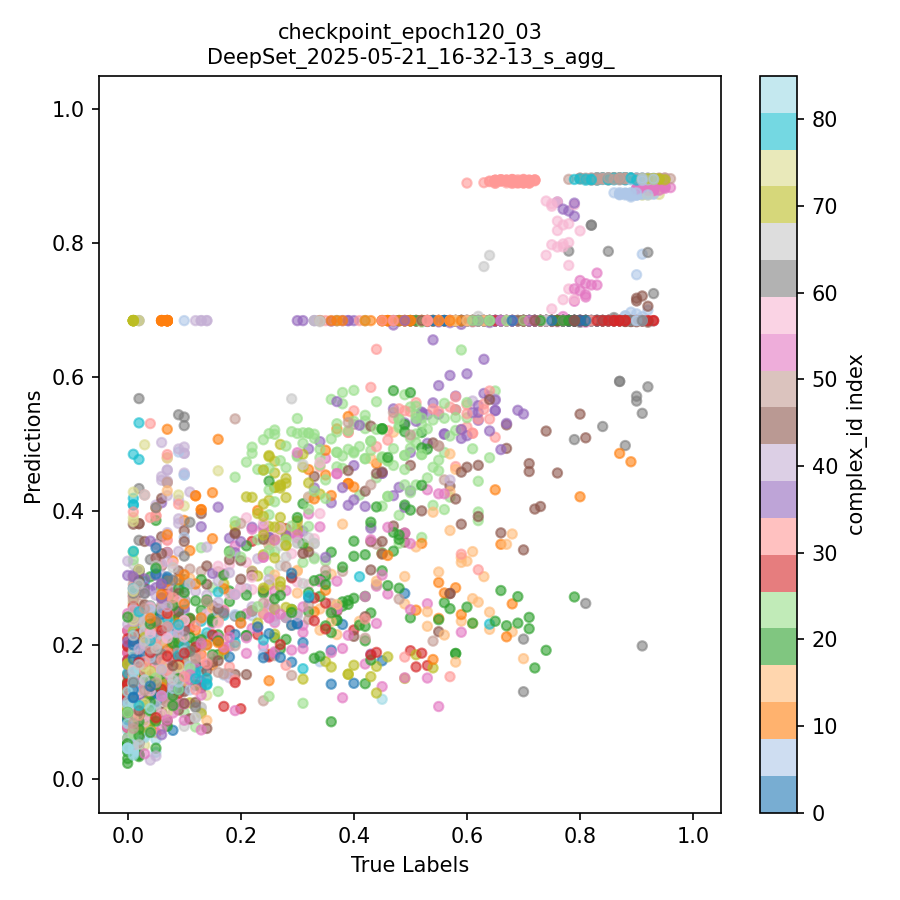 checkpoint_epoch120_03
DeepSet_2025-05-21_16-32-13_s_agg_
1.0
0.8
0.6
0.4
0.2
0.0
Predictions
0.0 0.2 0.4 0.6 0.8 1.0
True Labels
80
70
60
50
40
30
20
10
0
complex_id index